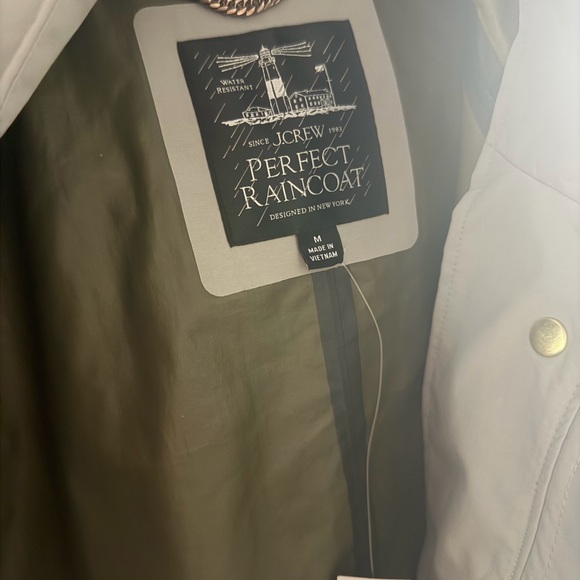 WATER
RESISTANT
SINCE J.CREW 1983
PERFECT
RAINCOAT
DESIGNED IN NEW YORK
M
MADE IN
VIETNAM